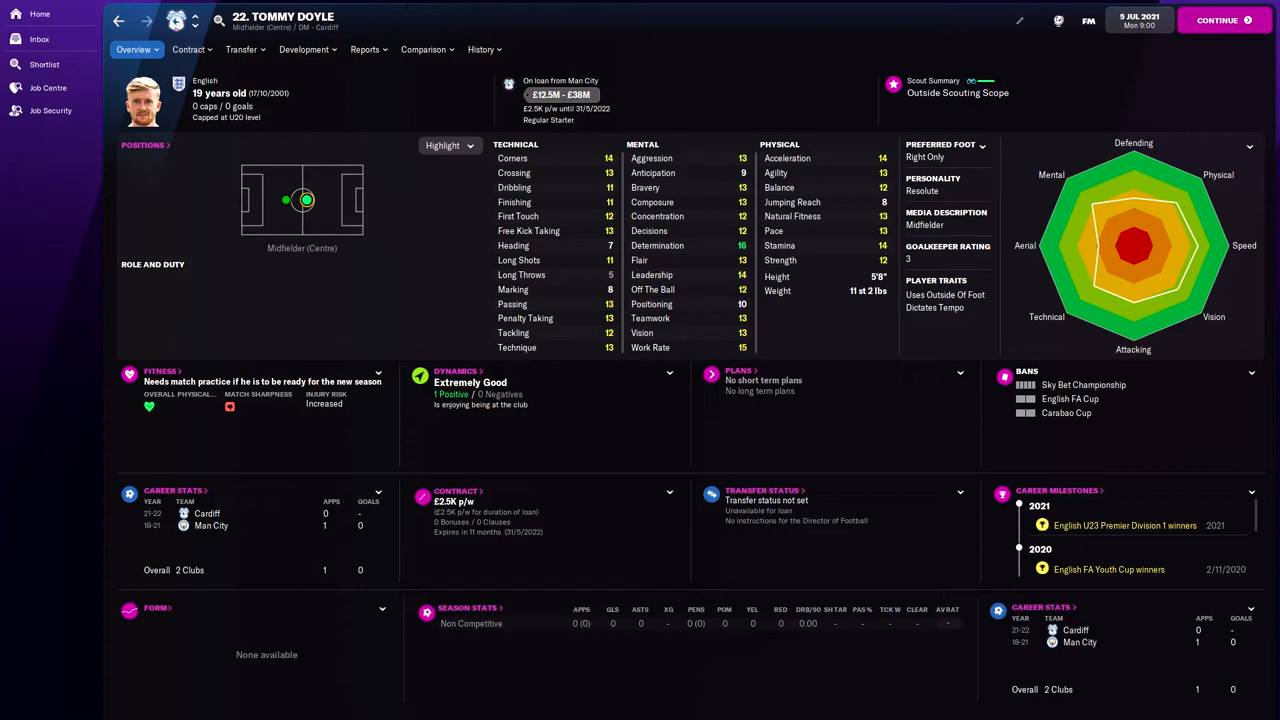 Home
Inbox
Shortlist
Job Centre
Job Security
22. TOMMY DOYLE
Midfielder (Centre) / DM - Cardiff
FM
5 JUL 2021
Mon 9:00
CONTINUE
Overview
Contract
Transfer
Development
Reports
Comparison
History
English
19 years old (17/10/2001)
0 caps / 0 goals
Capped at U20 level
On loan from Man City
£12.5M - £38M
£2.5K p/w until 31/5/2022
Regular Starter
Scout Summary
Outside Scouting Scope
POSITIONS
Midfielder (Centre)
ROLE AND DUTY
Highlight
TECHNICAL
Corners 14
Crossing 13
Dribbling 11
Finishing 11
First Touch 12
Free Kick Taking 13
Heading 7
Long Shots 11
Long Throws 5
Marking 8
Passing 13
Penalty Taking 13
Tackling 12
Technique 13
MENTAL
Aggression 13
Anticipation 9
Bravery 13
Composure 13
Concentration 12
Decisions 12
Determination 16
Flair 13
Leadership 14
Off The Ball 12
Positioning 10
Teamwork 13
Vision 13
Work Rate 15
PHYSICAL
Acceleration 14
Agility 13
Balance 12
Jumping Reach 8
Natural Fitness 13
Pace 13
Stamina 14
Strength 12
Height 5'8"
Weight 11 st 2 lbs
PREFERRED FOOT
Right Only
PERSONALITY
Resolute
MEDIA DESCRIPTION
Midfielder
GOALKEEPER RATING
3
PLAYER TRAITS
Uses Outside Of Foot
Dictates Tempo
Defending
Mental
Physical
Aerial
Speed
Technical
Vision
Attacking
FITNESS
Needs match practice if he is to be ready for the new season
OVERALL PHYSICAL... MATCH SHARPNESS INJURY RISK
Increased
DYNAMICS
Extremely Good
1 Positive / 0 Negatives
Is enjoying being at the club
PLANS
No short term plans
No long term plans
BANS
Sky Bet Championship
English FA Cup
Carabao Cup
CAREER STATS
YEAR TEAM APPS GOALS
21-22 Cardiff 0 -
18-21 Man City 1 0
Overall 2 Clubs 1 0
CONTRACT
£2.5K p/w
(£2.5K p/w for duration of loan)
0 Bonuses / 0 Clauses
Expires in 11 months (31/5/2022)
TRANSFER STATUS
Transfer status not set
Unavailable for loan
No instructions for the Director of Football
CAREER MILESTONES
2021
English U23 Premier Division 1 winners 2021
2020
English FA Youth Cup winners 2/11/2020
FORM
None available
SEASON STATS APPS GLS ASTS XG PENS POM YEL RED DRB/90 SH TAR PAS % TCK W CLEAR AV RAT
Non Competitive 0 (0) 0 0 - 0 (0) 0 0 0 0.00 - - - - -
CAREER STATS
YEAR TEAM APPS GOALS
21-22 Cardiff 0 -
18-21 Man City 1 0
Overall 2 Clubs 1 0